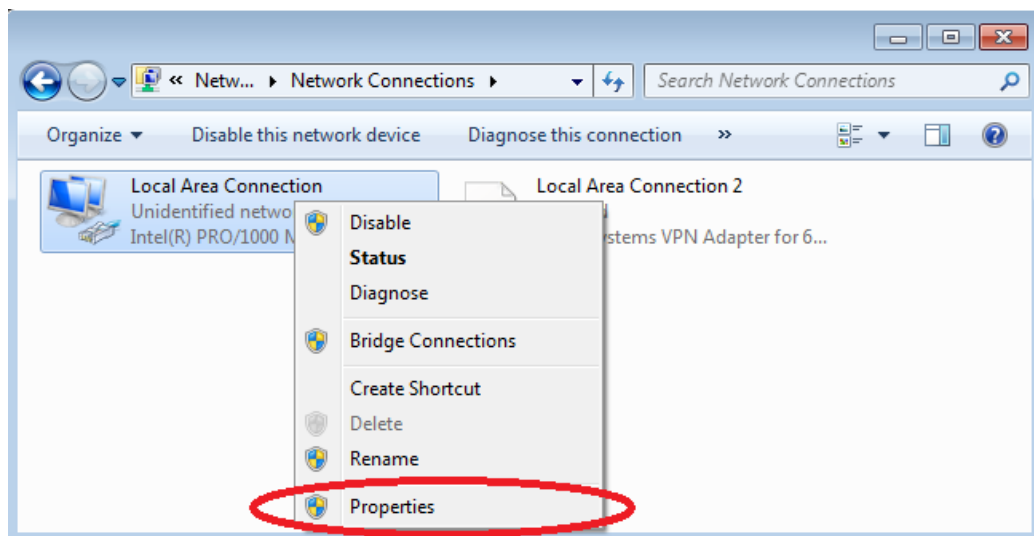 « Netw... ▸ Network Connections ▸
Search Network Connections
Organize
Disable this network device
Diagnose this connection
»
Local Area Connection
Unidentified netwo
Intel(R) PRO/1000
Local Area Connection 2
stems VPN Adapter for 6...
Disable
Status
Diagnose
Bridge Connections
Create Shortcut
Delete
Rename
Properties